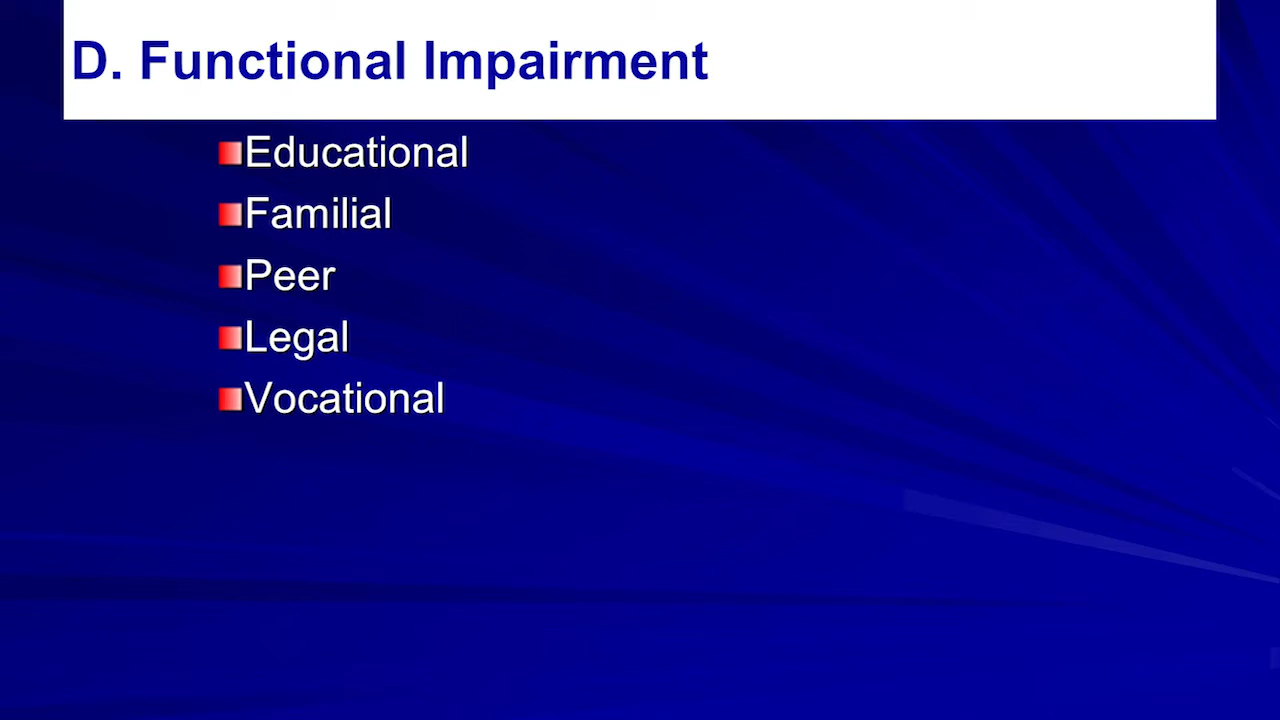 D. Functional Impairment
Educational
Familial
Peer
Legal
Vocational